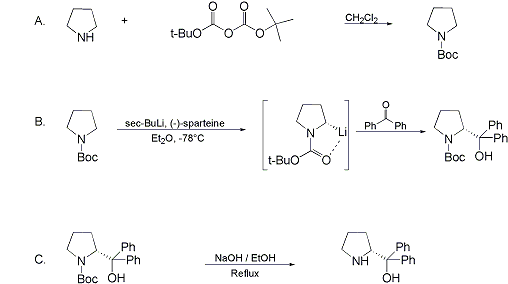 A.
NH
+
t-BuO
O
O
O
O
CH2Cl2
N
Boc
B.
N
Boc
sec-BuLi, (-)-sparteine
Et2O, -78°C
Li
N
t-BuO
O
O
Ph
Ph
Ph
Ph
N
Boc
OH
C.
N
Boc
Ph
Ph
OH
NaOH / EtOH
Reflux
NH
Ph
Ph
OH